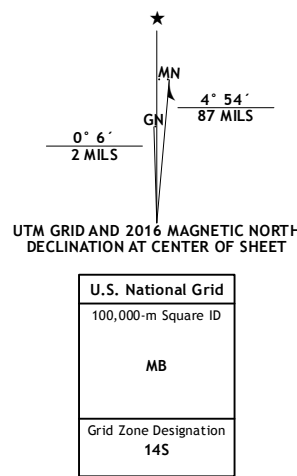 MN
GN
4° 54´
87 MILS
0° 6´
2 MILS
UTM GRID AND 2016 MAGNETIC NORTH
DECLINATION AT CENTER OF SHEET
U.S. National Grid
100,000-m Square ID
MB
Grid Zone Designation
14S